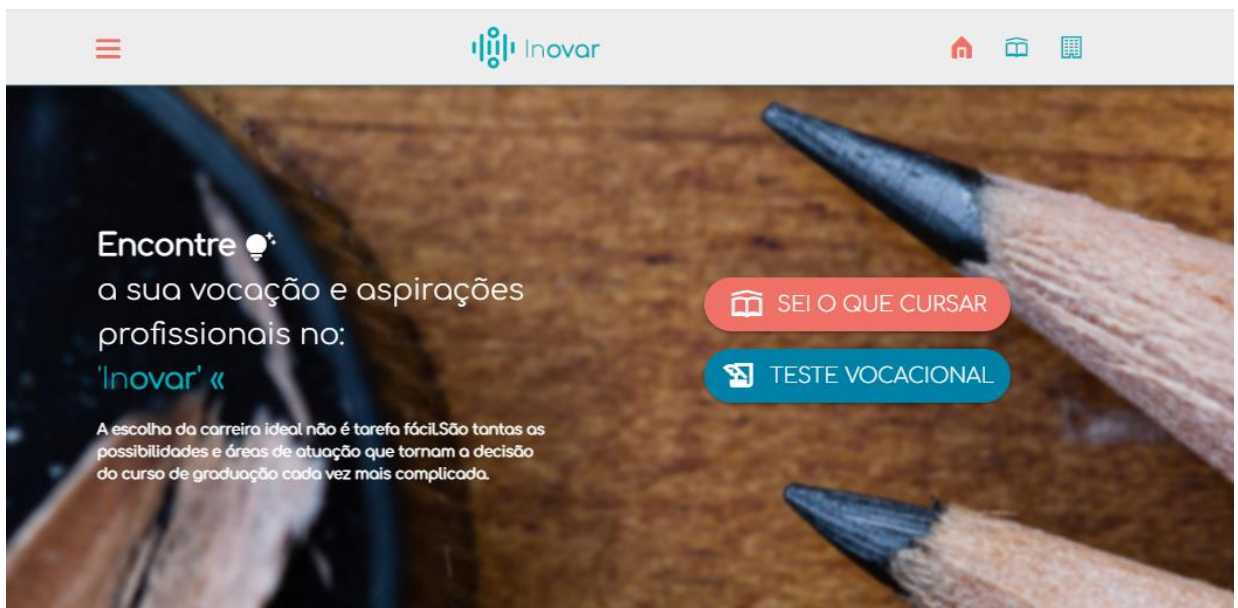 Inovar
Encontre
a sua vocação e aspirações
profissionais no:
'Inovar' «
SEI O QUE CURSAR
TESTE VOCACIONAL
A escolha da carreira ideal não é tarefa fácil.São tantas as
possibilidades e áreas de atuação que tornam a decisão
do curso de graduação cada vez mais complicada.